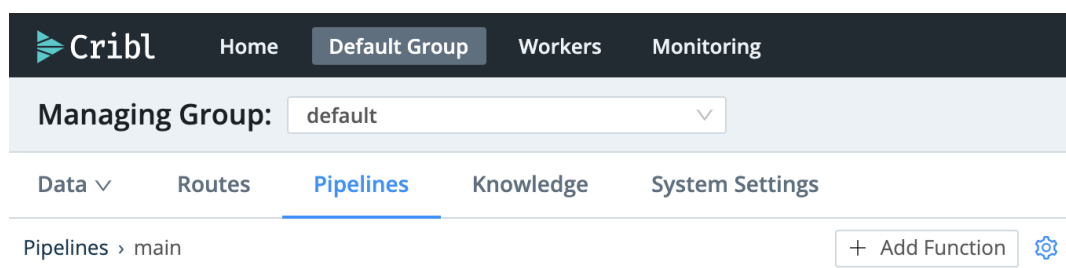 Cribl Home Default Group Workers Monitoring
Managing Group: default
Data Routes Pipelines Knowledge System Settings
Pipelines › main + Add Function